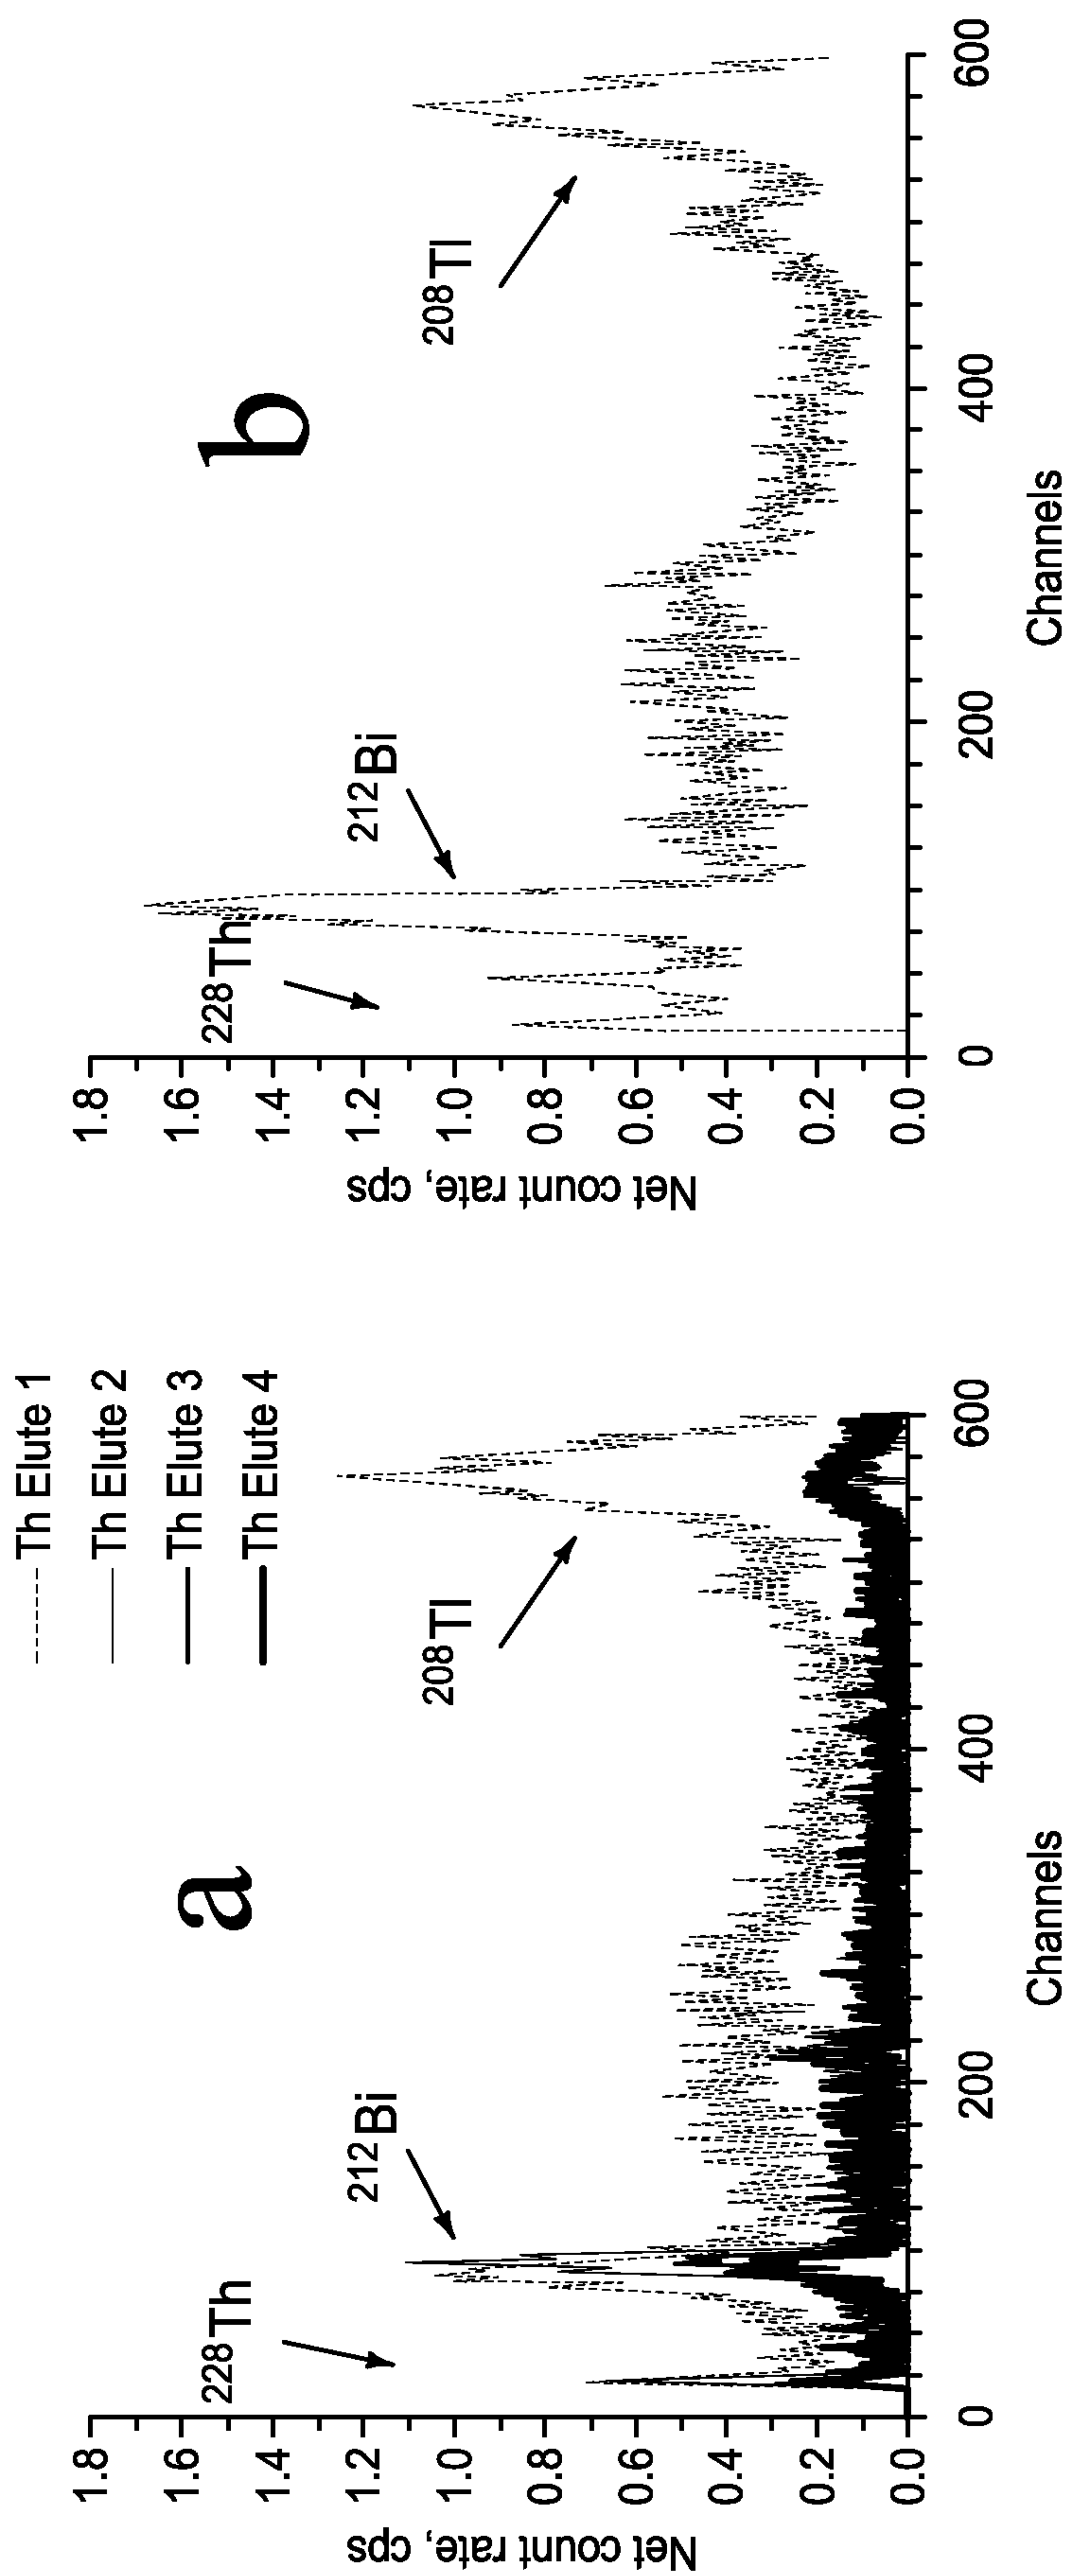 Th Elute 1
Th Elute 2
Th Elute 3
Th Elute 4
a
228Th
212Bi
208Tl
1.8
1.6
1.4
1.2
1.0
0.8
0.6
0.4
0.2
0.0
Net count rate, cps
0
200
400
600
Channels
b
228Th
212Bi
208Tl
1.8
1.6
1.4
1.2
1.0
0.8
0.6
0.4
0.2
0.0
Net count rate, cps
0
200
400
600
Channels